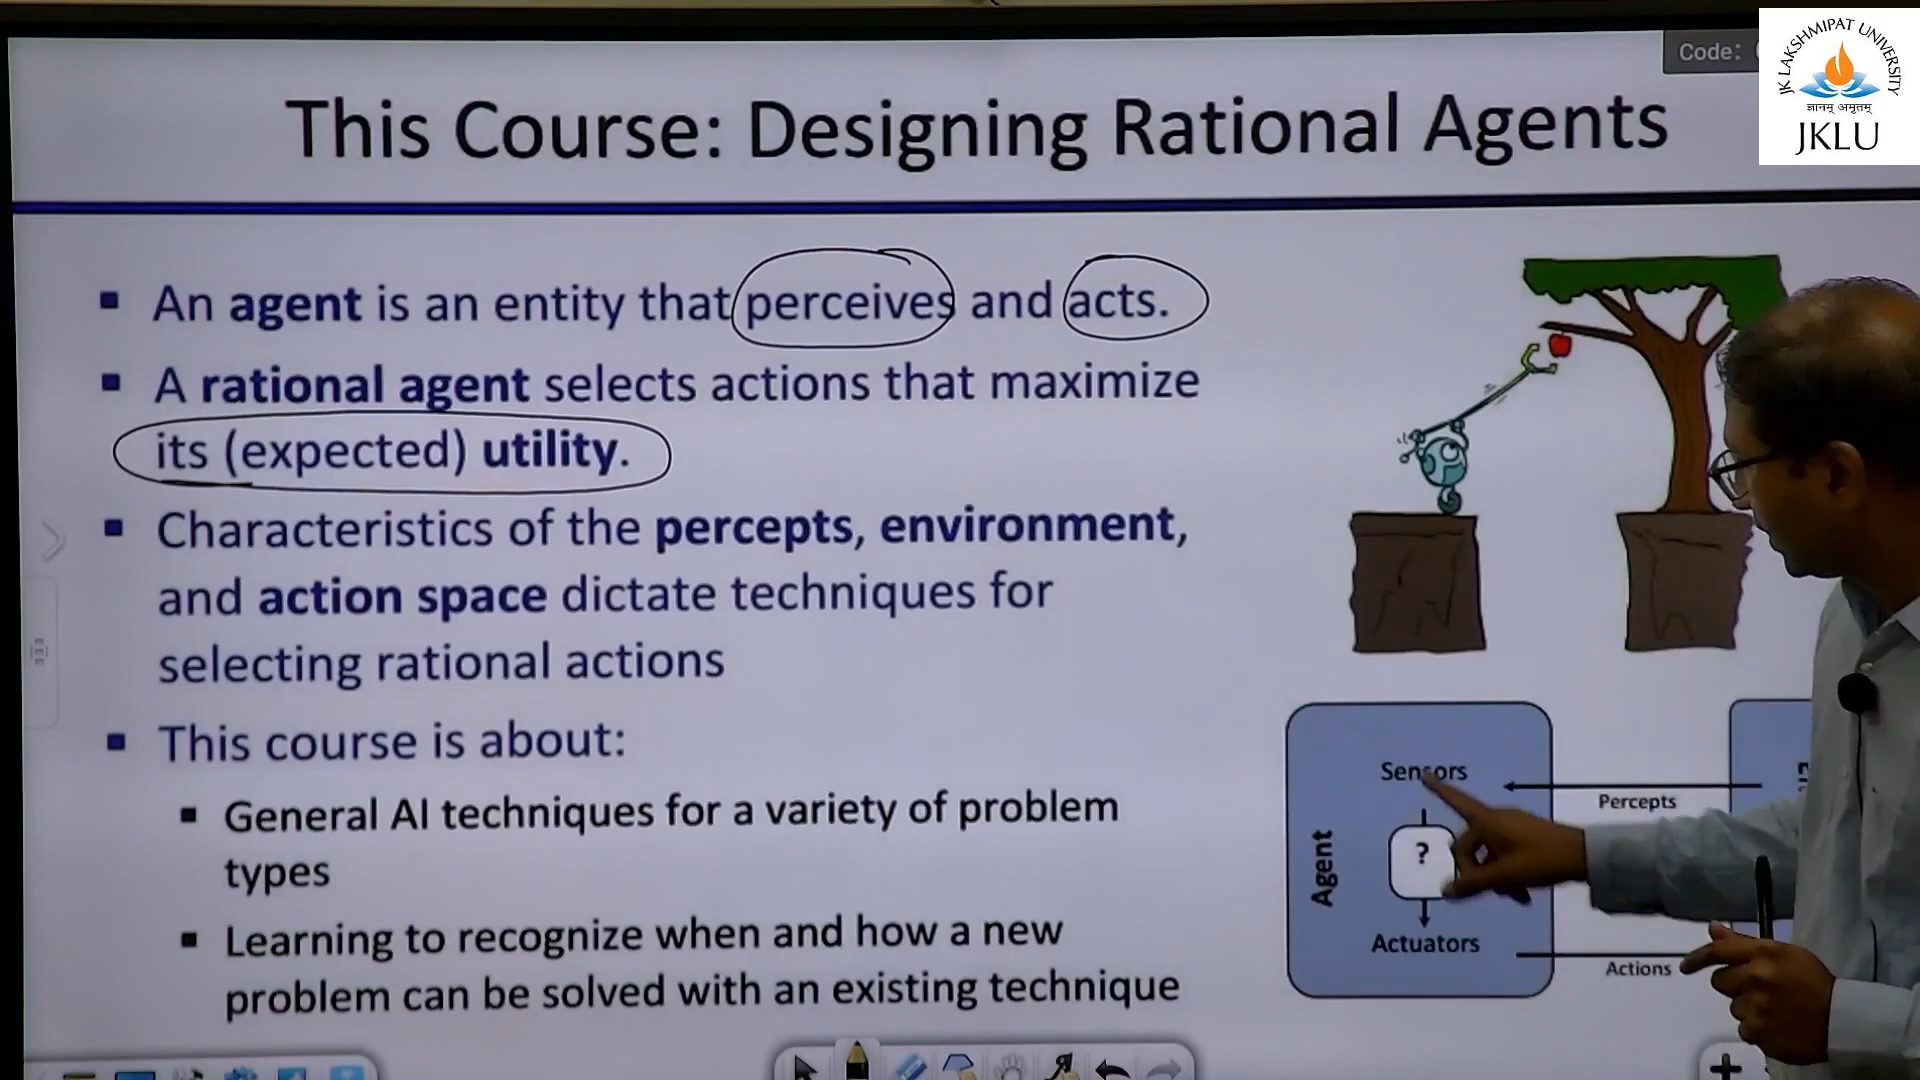 Code:
JK LAKSHMIPAT UNIVERSITY
ज्ञानम् अमृतम्
JKLU
This Course: Designing Rational Agents
▪ An agent is an entity that perceives and acts.
▪ A rational agent selects actions that maximize
its (expected) utility.
▪ Characteristics of the percepts, environment,
and action space dictate techniques for
selecting rational actions
▪ This course is about:
▪ General AI techniques for a variety of problem
types
▪ Learning to recognize when and how a new
problem can be solved with an existing technique
Agent
Sensors
?
Actuators
Percepts
Actions